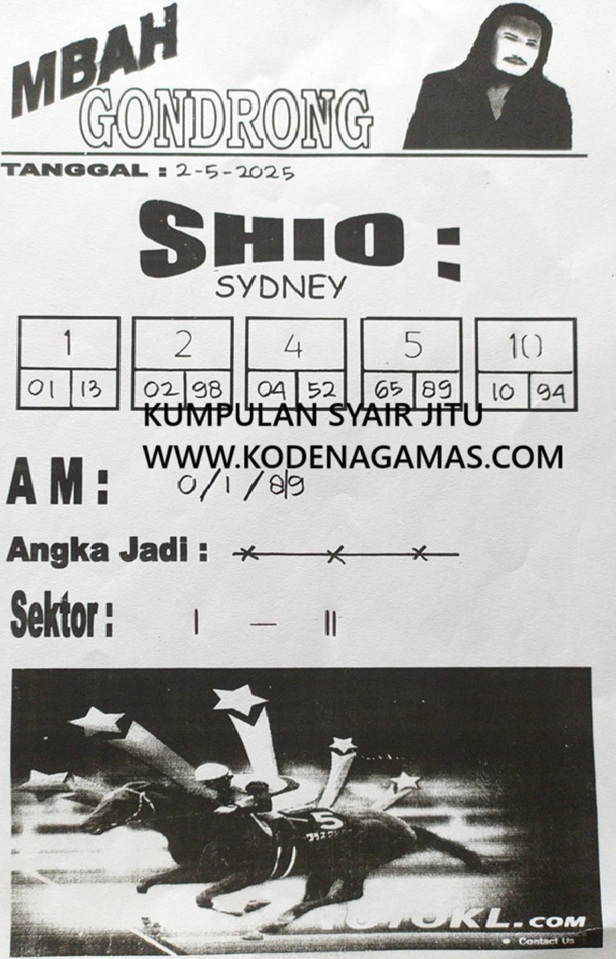 MBAH
GONDRONG
TANGGAL : 2-5-2025
SHIO :
SYDNEY
1 2 4 5 10
01 13 02 98 04 52 65 89 10 94
KUMPULAN SYAIR JITU
WWW.KODENAGAMAS.COM
A M : 0/1/8/9
Angka Jadi : x x x
Sektor : I — II
5
TOTOKL.COM
• Contact Us